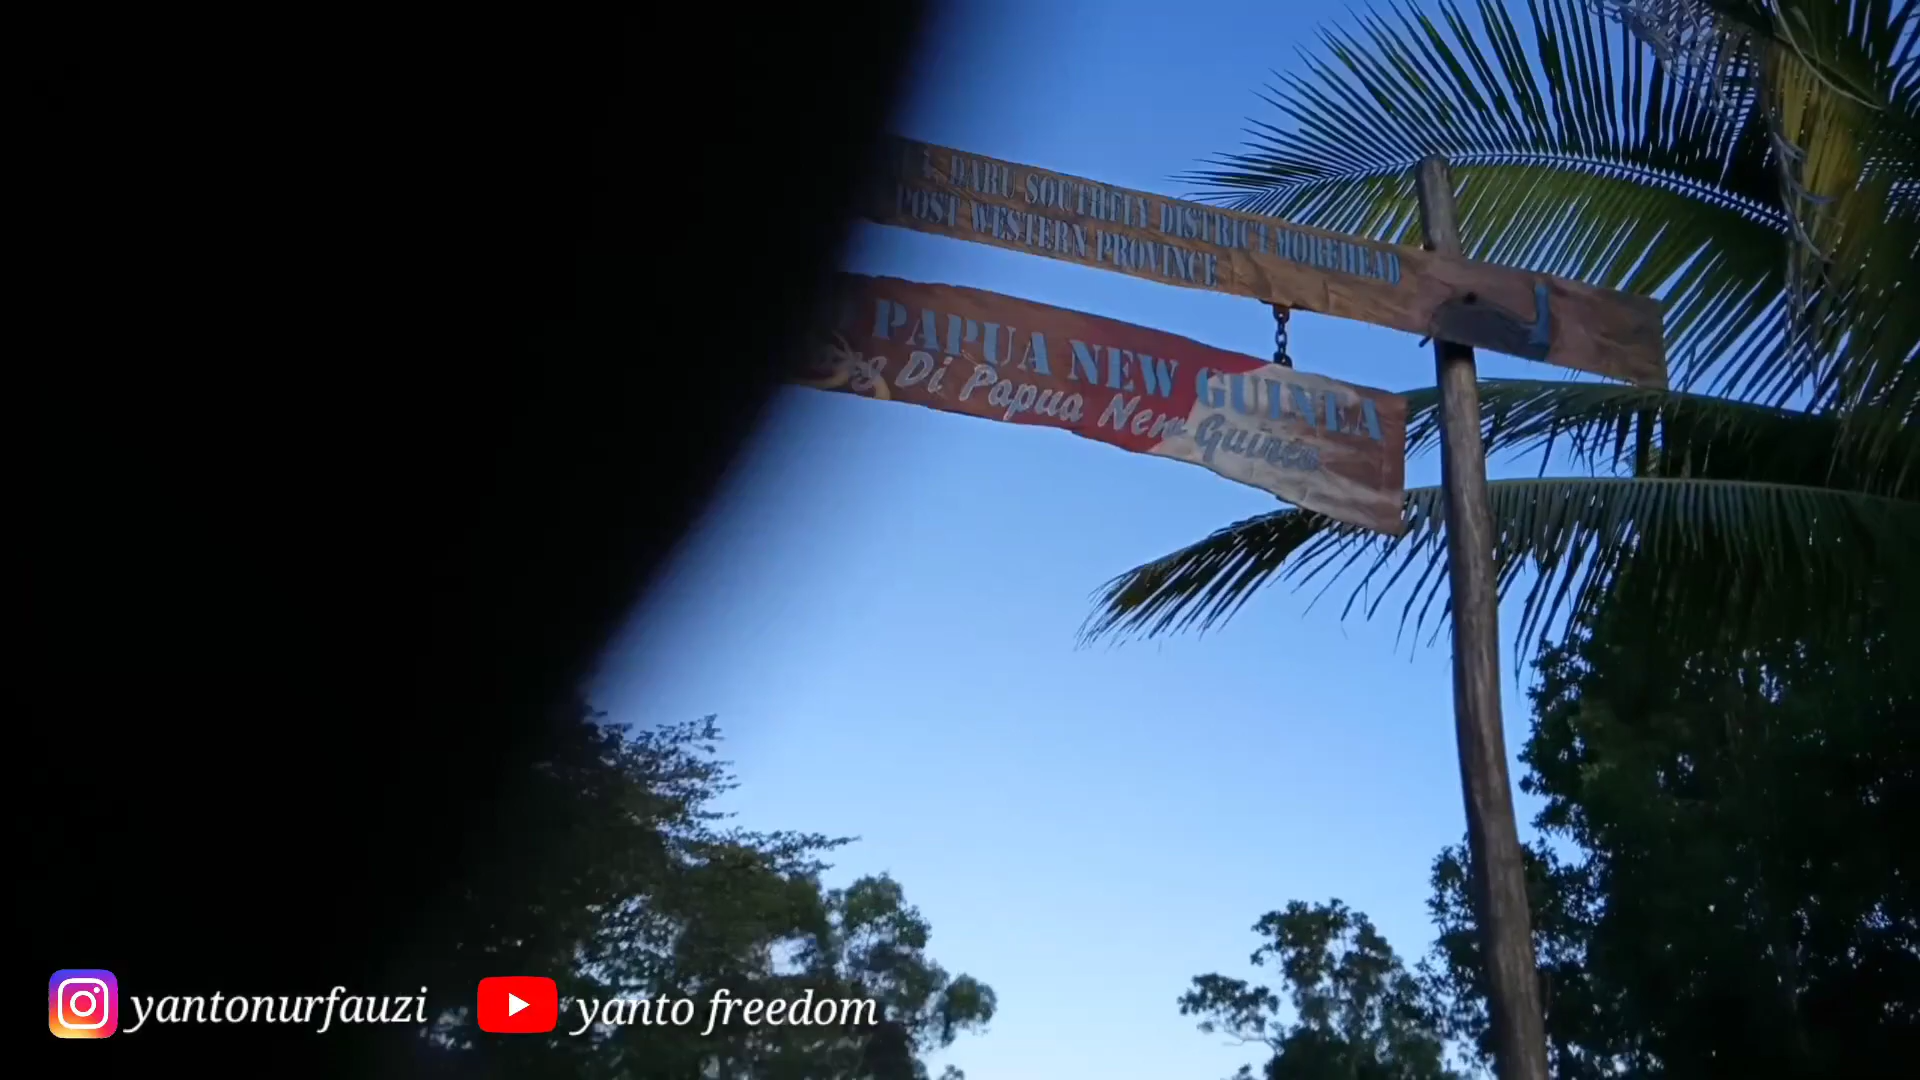 DARU SOUTHFLY DISTRICT MOREHEAD
POST WESTERN PROVINCE
PAPUA NEW GUINEA
Di Papua New Guinea
yantonurfauzi
yanto freedom